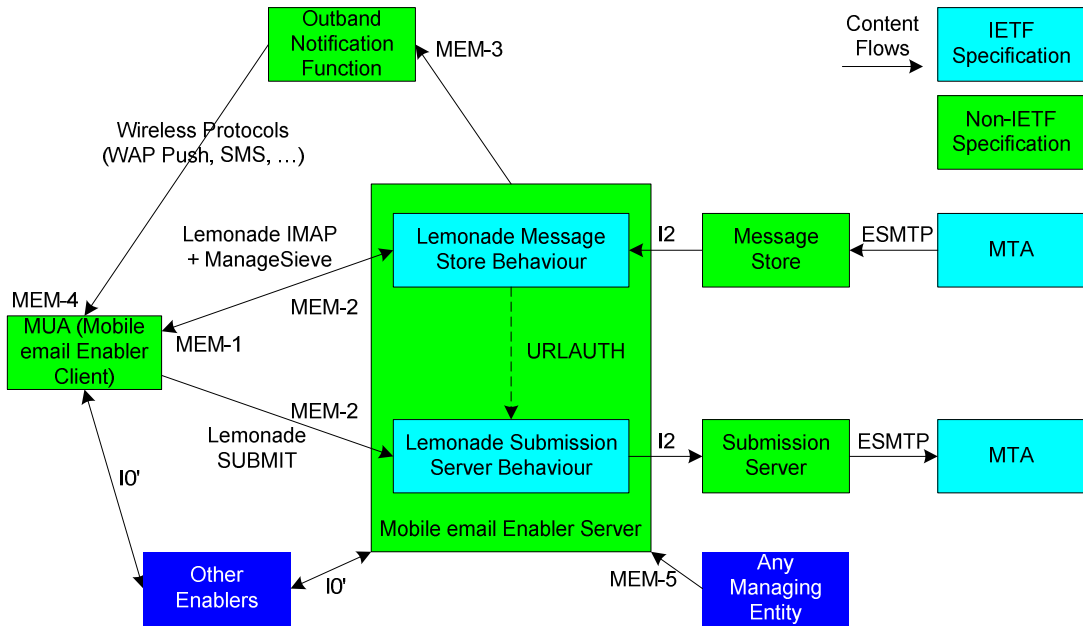 Outband
Notification
Function
MEM-3
Content
Flows
IETF
Specification
Non-IETF
Specification
Wireless Protocols
(WAP Push, SMS, …)
Lemonade IMAP
+ ManageSieve
MEM-2
MEM-4
MUA (Mobile
email Enabler
Client)
MEM-1
MEM-2
Lemonade
SUBMIT
Lemonade Message
Store Behaviour
URLAUTH
Lemonade Submission
Server Behaviour
Mobile email Enabler Server
I2
Message
Store
ESMTP
MTA
I2
Submission
Server
ESMTP
MTA
I0'
Other
Enablers
I0'
MEM-5
Any
Managing
Entity